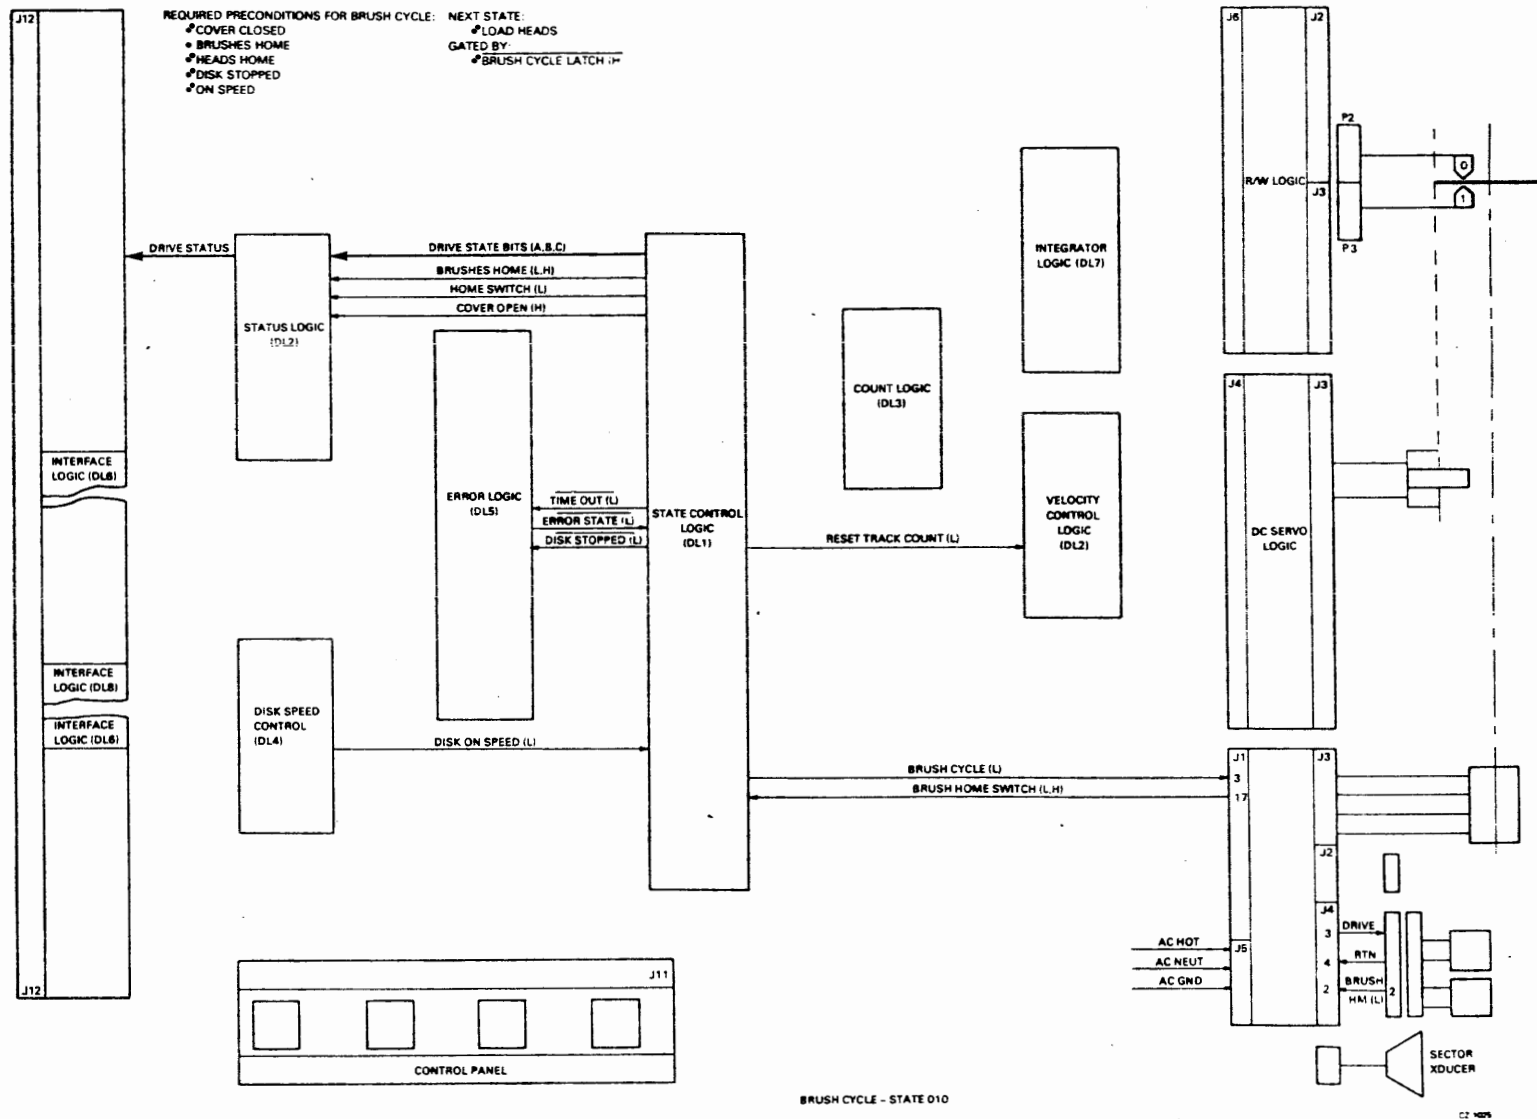 J12
REQUIRED PRECONDITIONS FOR BRUSH CYCLE:
COVER CLOSED
• BRUSHES HOME
HEADS HOME
DISK STOPPED
ON SPEED
NEXT STATE:
LOAD HEADS
GATED BY:
BRUSH CYCLE LATCH
J6
J2
R/W LOGIC
J3
P2
P3
0
1
DRIVE STATUS
STATUS LOGIC
(DL2)
DRIVE STATE BITS (A,B,C)
BRUSHES HOME (L,H)
HOME SWITCH (L)
COVER OPEN (H)
INTEGRATOR
LOGIC (DL7)
COUNT LOGIC
(DL3)
J4
J3
DC SERVO
LOGIC
INTERFACE
LOGIC (DL8)
ERROR LOGIC
(DL5)
TIME OUT (L)
ERROR STATE (L)
DISK STOPPED (L)
STATE CONTROL
LOGIC
(DL1)
RESET TRACK COUNT (L)
VELOCITY
CONTROL
LOGIC
(DL2)
INTERFACE
LOGIC (DL8)
INTERFACE
LOGIC (DL6)
DISK SPEED
CONTROL
(DL4)
DISK ON SPEED (L)
BRUSH CYCLE (L)
BRUSH HOME SWITCH (L,H)
J1
3
17
J3
J2
J4
3
4
2
DRIVE
RTN
BRUSH
HM (L)
2
AC HOT
AC NEUT
AC GND
J5
J12
J11
CONTROL PANEL
SECTOR
XDUCER
BRUSH CYCLE – STATE 010